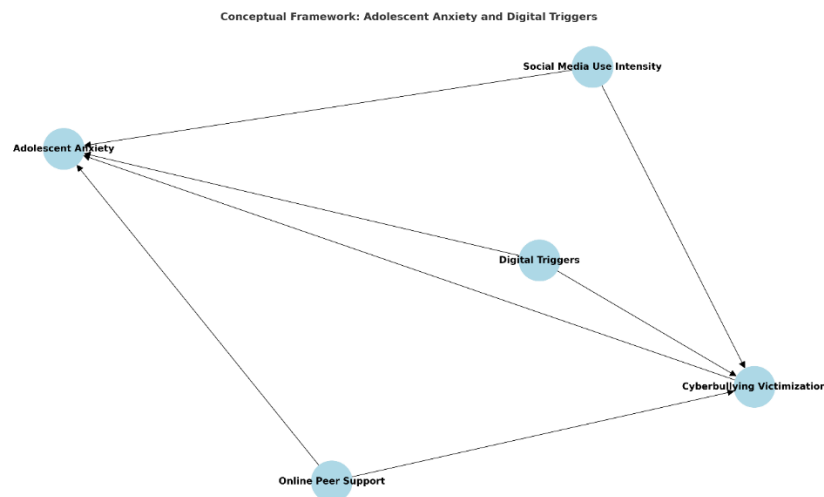 Conceptual Framework: Adolescent Anxiety and Digital Triggers
Social Media Use Intensity
Adolescent Anxiety
Digital Triggers
Cyberbullying Victimization
Online Peer Support